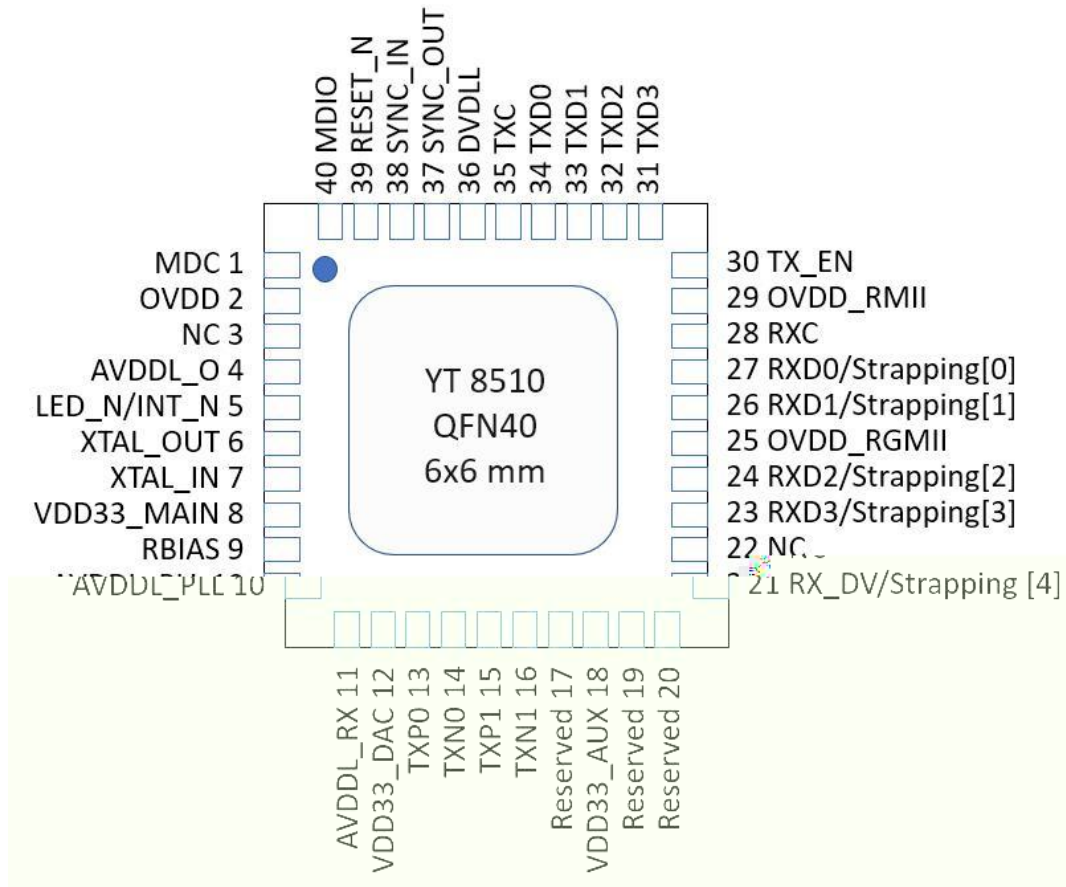 40 MDIO
39 RESET_N
38 SYNC_IN
37 SYNC_OUT
36 DVDLL
35 TXC
34 TXD0
33 TXD1
32 TXD2
31 TXD3
MDC 1
OVDD 2
NC 3
AVDDL_O 4
LED_N/INT_N 5
XTAL_OUT 6
XTAL_IN 7
VDD33_MAIN 8
RBIAS 9
AVDDL_PLL 10
YT 8510
QFN40
6x6 mm
30 TX_EN
29 OVDD_RMII
28 RXC
27 RXD0/Strapping[0]
26 RXD1/Strapping[1]
25 OVDD_RGMII
24 RXD2/Strapping[2]
23 RXD3/Strapping[3]
22 NC
21 RX_DV/Strapping [4]
AVDDL_RX 11
VDD33_DAC 12
TXP0 13
TXN0 14
TXP1 15
TXN1 16
Reserved 17
VDD33_AUX 18
Reserved 19
Reserved 20